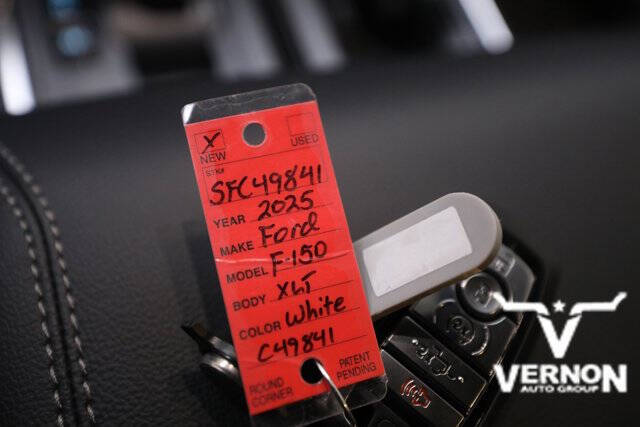 X
NEW
USED
STK#
SFC49841
YEAR 2025
MAKE Ford
MODEL F-150
BODY XLT
COLOR White
C49841
ROUND CORNER
PATENT PENDING
VERNON
AUTO GROUP